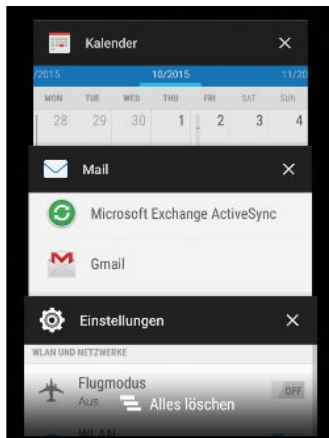 Kalender
/2015 10/2015 11/20
MON TUE WED THU FRI SAT SUN
28 29 30 1 2 3 4
Mail
Microsoft Exchange ActiveSync
Gmail
Einstellungen
WLAN UND NETZWERKE
Flugmodus
Aus OFF
Alles löschen
WLAN